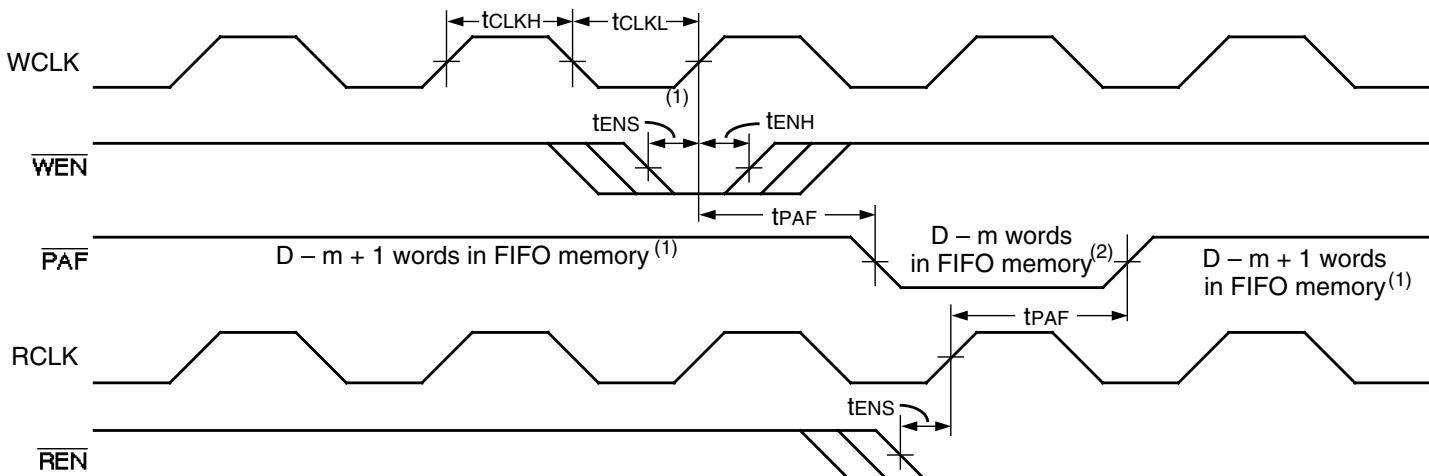 tCLKH
tCLKL
WCLK
(1)
tENS
tENH
WEN
tPAF
PAF
D – m + 1 words in FIFO memory (1)
D – m words
in FIFO memory(2)
D – m + 1 words
in FIFO memory(1)
tPAF
RCLK
tENS
REN